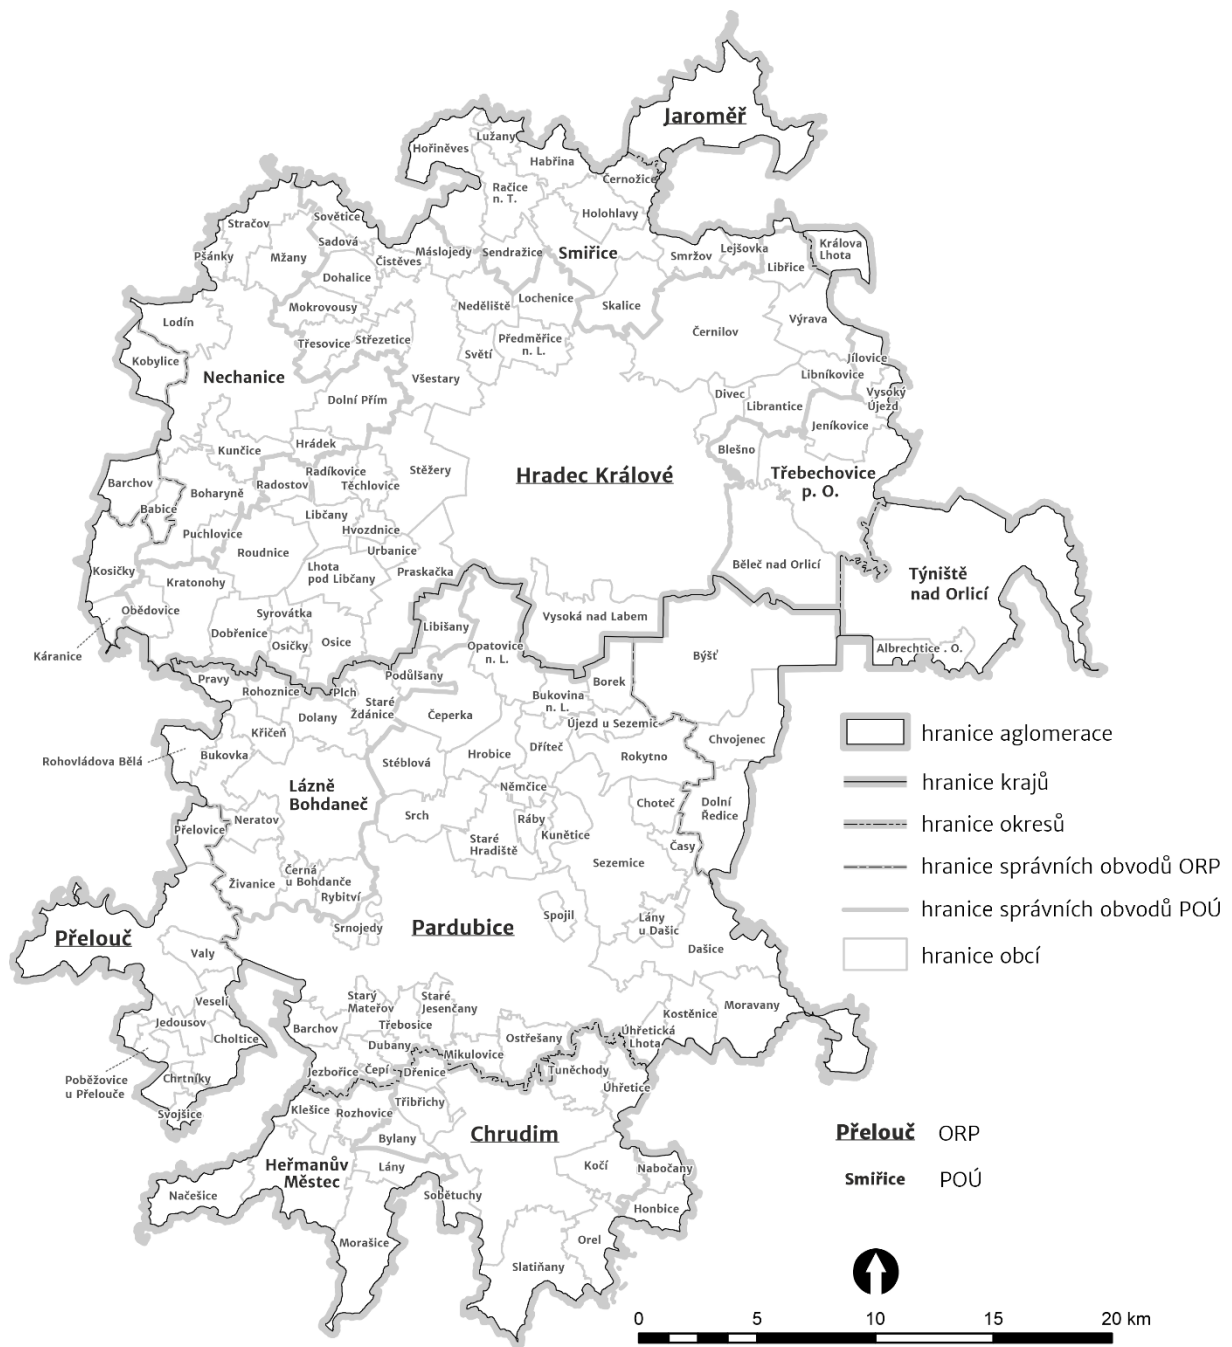 Jaroměř
Lužany
Hořiněves
Habřina
Černožice
Račice
n. T.
Holohlavy
Sovětice
Stračov
Sadová
Králova
Lhota
Lejšovka
Máslojedy
Sendražice
Smiřice
Smržov
Pšánky
Mžany
Čistěves
Libřice
Dohalice
Lochenice
Neděliště
Skalice
Mokrovousy
Výrava
Lodín
Černilov
Předměřice
n. L.
Třesovice
Střezetice
Světí
Kobylice
Jílovice
Libníkovice
Nechanice
Všestary
Vysoký
Újezd
Divec
Dolní Přím
Librantice
Jeníkovice
Hrádek
Kunčice
Blešno
Stěžery
Radíkovice
Hradec Králové
Třebechovice
p. O.
Barchov
Radostov
Těchlovice
Boharyně
Babice
Libčany
Hvozdnice
Puchlovice
Roudnice
Urbanice
Běleč nad Orlicí
Lhota
pod Libčany
Kosičky
Praskačka
Týniště
nad Orlicí
Kratonohy
Obědovice
Syrovátka
Vysoká nad Labem
Libišany
Dobřenice
Osičky
Osice
Káranice
Opatovice
n. L.
Albrechtice . O.
Býšť
Podůlšany
Pravy
Borek
Rohoznice
Plch
Bukovina
n. L.
Staré
Ždánice
Dolany
Čeperka
Újezd u Sezemic
Křičeň
hranice aglomerace
Chvojenec
Dříteč
Hrobice
Bukovka
Rokytno
Rohovládova Bělá
Stéblová
hranice krajů
Lázně
Bohdaneč
Němčice
Choteč
Dolní
Ředice
Srch
Neratov
Ráby
hranice okresů
Přelovice
Kunětice
Staré
Hradiště
Časy
Sezemice
hranice správních obvodů ORP
Černá
u Bohdanče
Živanice
Rybitví
hranice správních obvodů POÚ
Spojil
Lány
u Dašic
Srnojedy
Pardubice
Přelouč
Dašice
Valy
hranice obcí
Starý
Mateřov
Staré
Jesenčany
Veselí
Moravany
Kostěnice
Jedousov
Barchov
Třebosice
Úhřetická
Lhota
Choltice
Ostřešany
Dubany
Mikulovice
Jezbořice
Čepí
Dřenice
Tuněchody
Poběžovice
u Přelouče
Chrtníky
Úhřetice
Třibřichy
Svojšice
Klešice
Rozhovice
Přelouč ORP
Chrudim
Bylany
Heřmanův
Městec
Lány
Kočí
Nabočany
Smiřice POÚ
Načešice
Sobětuchy
Honbice
Morašice
Orel
Slatiňany
0 5 10 15 20 km